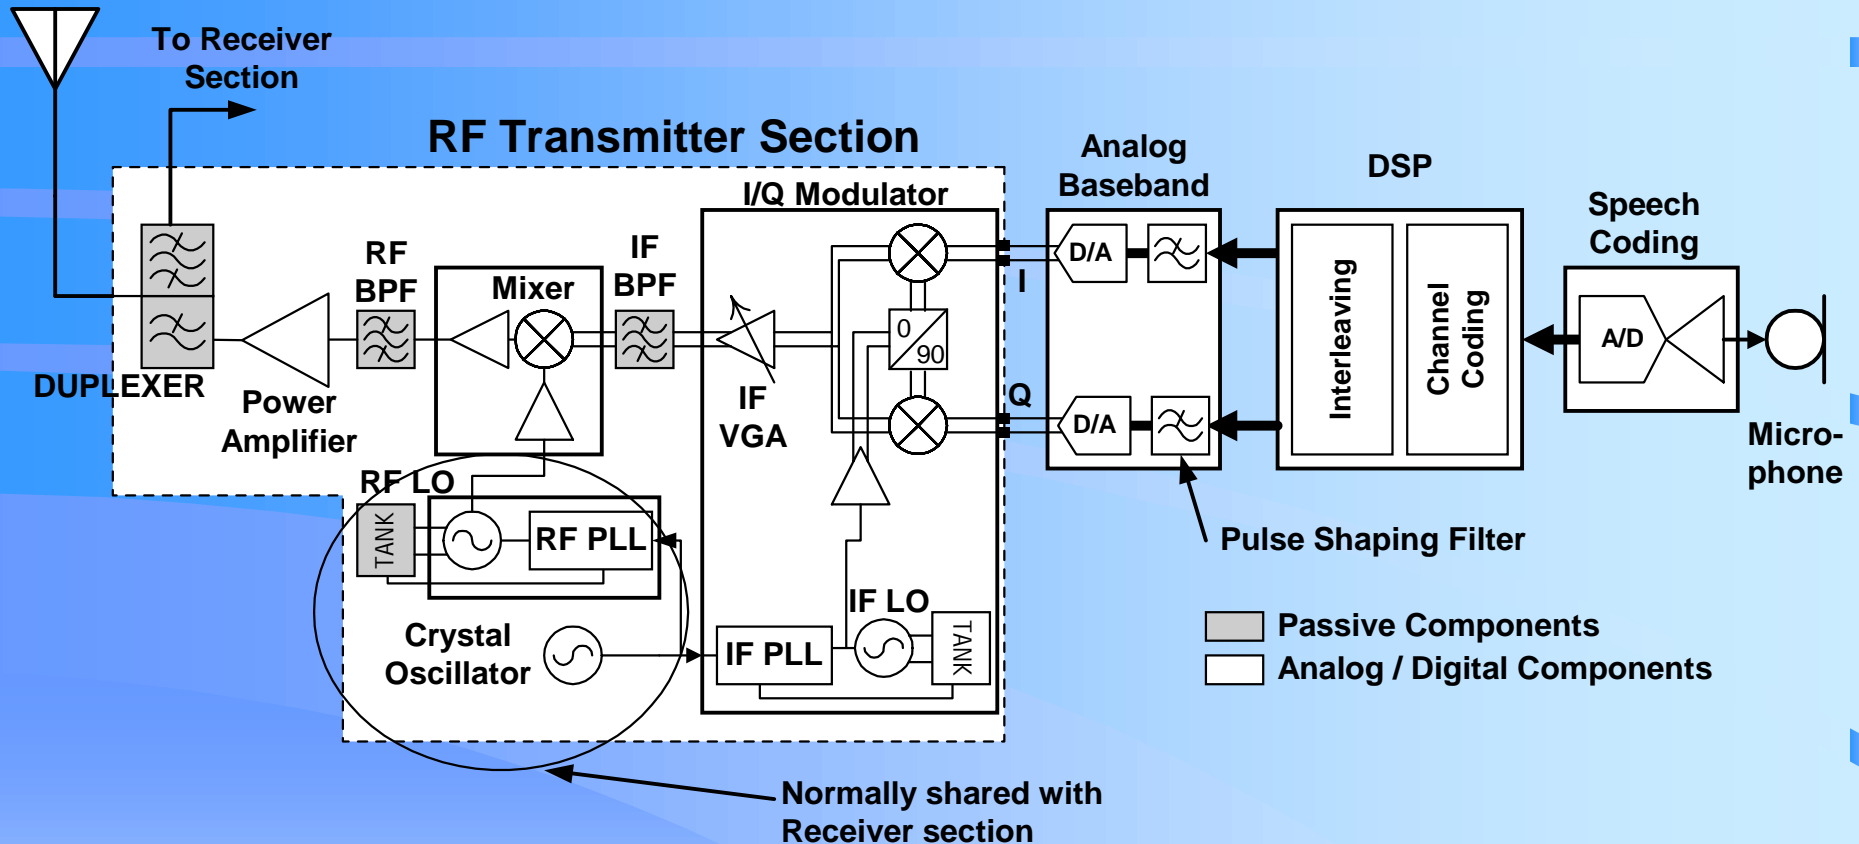 To Receiver
Section
RF Transmitter Section
Analog
Baseband
DSP
Speech
Coding
I/Q Modulator
RF
BPF
IF
BPF
Mixer
D/A
I
0
90
Interleaving
Channel
Coding
A/D
DUPLEXER
Power
Amplifier
IF
VGA
Q
D/A
Micro-
phone
RF LO
TANK
RF PLL
Pulse Shaping Filter
IF LO
Crystal
Oscillator
IF PLL
TANK
Passive Components
Analog / Digital Components
Normally shared with
Receiver section